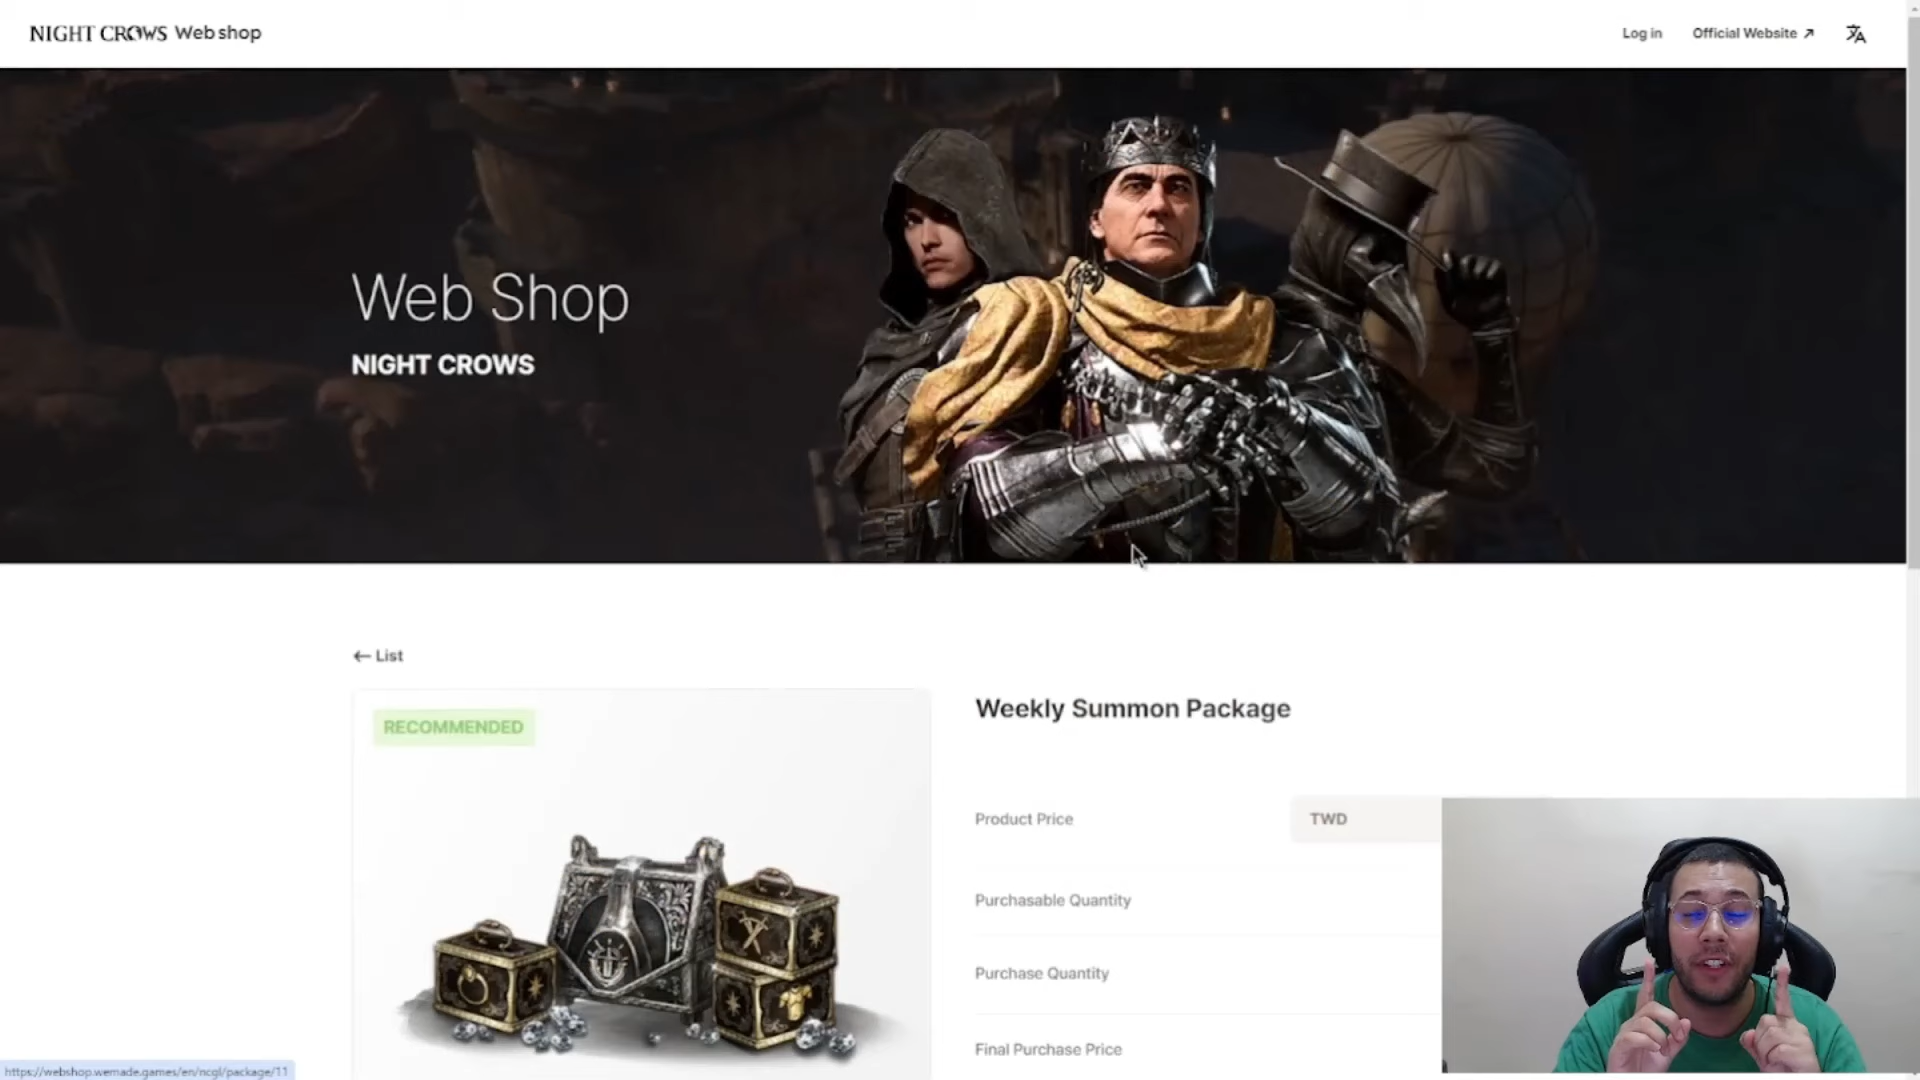 NIGHT CROWS Web shop
Log in
Official Website
Web Shop
NIGHT CROWS
List
RECOMMENDED
Weekly Summon Package
Product Price
TWD
Purchasable Quantity
Purchase Quantity
Final Purchase Price
https://webshop.wemade.games/en/ncgl/package/11